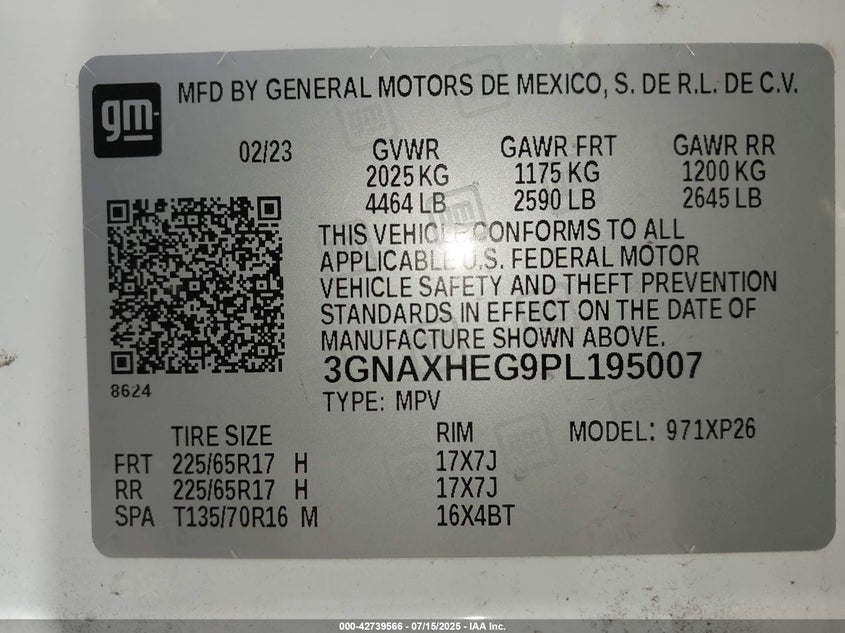 gm
MFD BY GENERAL MOTORS DE MEXICO, S. DE R.L. DE C.V.
02/23 GVWR GAWR FRT GAWR RR
2025 KG 1175 KG 1200 KG
4464 LB 2590 LB 2645 LB
THIS VEHICLE CONFORMS TO ALL
APPLICABLE U.S. FEDERAL MOTOR
VEHICLE SAFETY AND THEFT PREVENTION
STANDARDS IN EFFECT ON THE DATE OF
MANUFACTURE SHOWN ABOVE.
8624
3GNAXHEG9PL195007
TYPE: MPV
TIRE SIZE RIM MODEL: 971XP26
FRT 225/65R17 H 17X7J
RR 225/65R17 H 17X7J
SPA T135/70R16 M 16X4BT
000-42739566 - 07/15/2025 - IAA Inc.